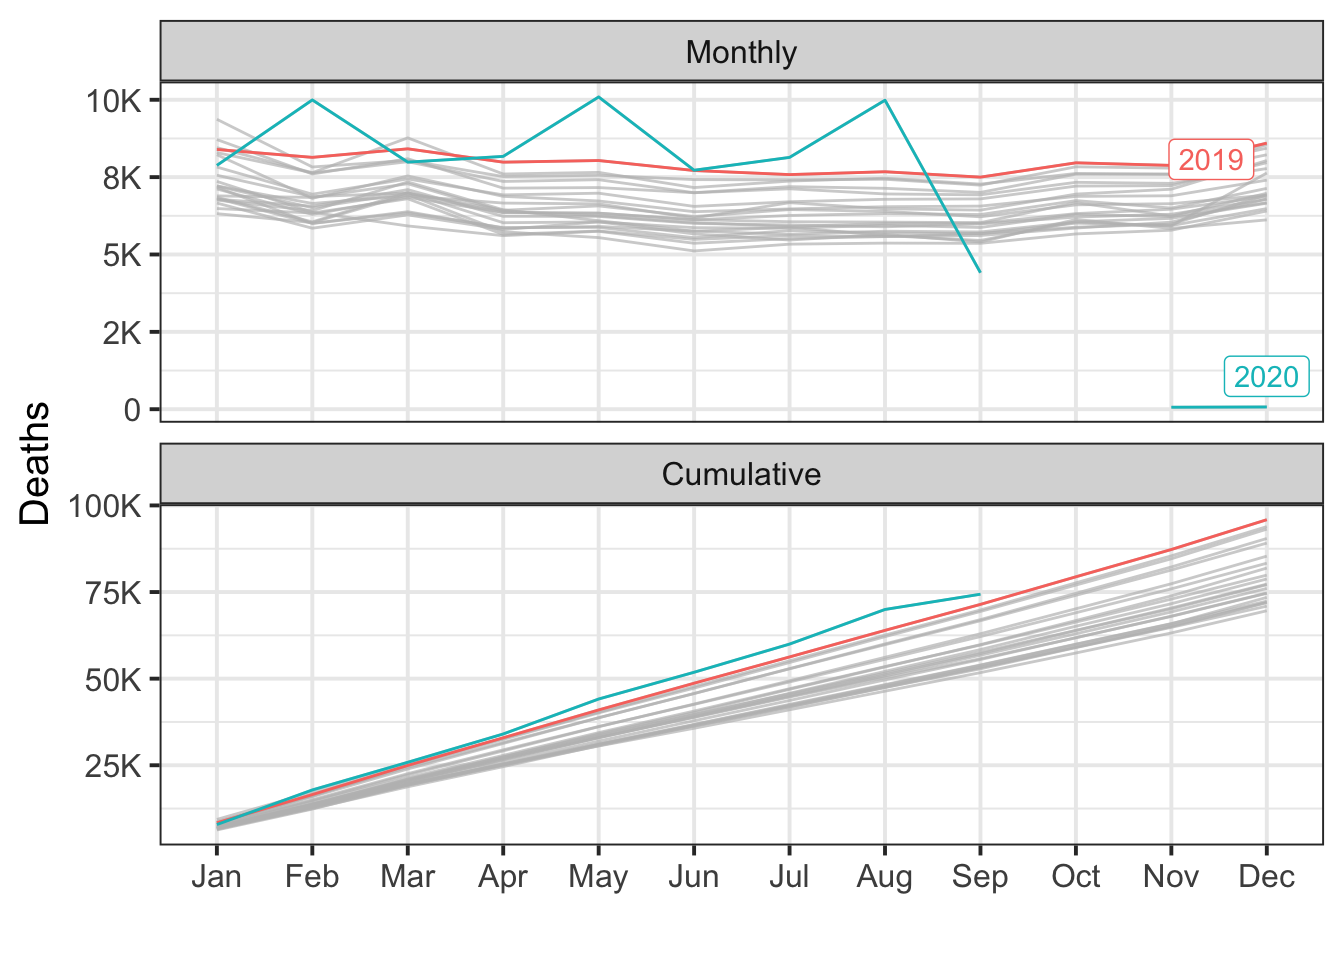 Monthly
10K
8K
5K
2K
0
2019
2020
Deaths
Cumulative
100K
75K
50K
25K
Jan Feb Mar Apr May Jun Jul Aug Sep Oct Nov Dec